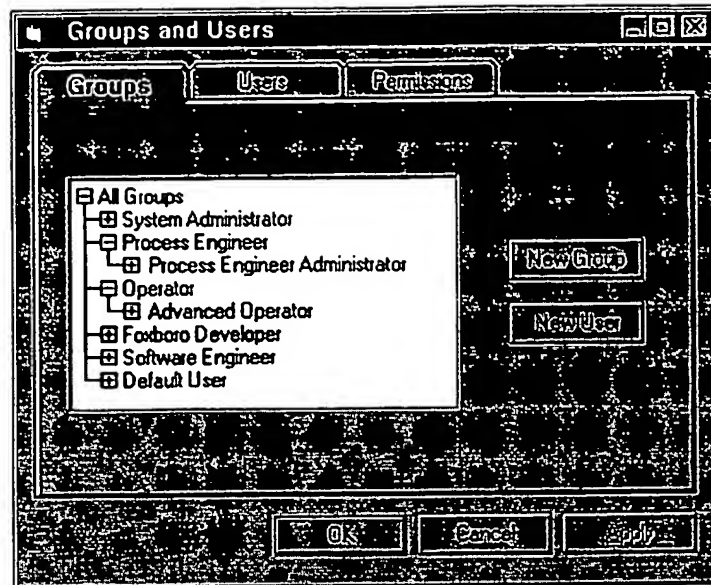 Groups and Users
Groups Users Permissions
All Groups
System Administrator
Process Engineer
Process Engineer Administrator
Operator
Advanced Operator
Foxboro Developer
Software Engineer
Default User
New Group
New User
OK Cancel Apply